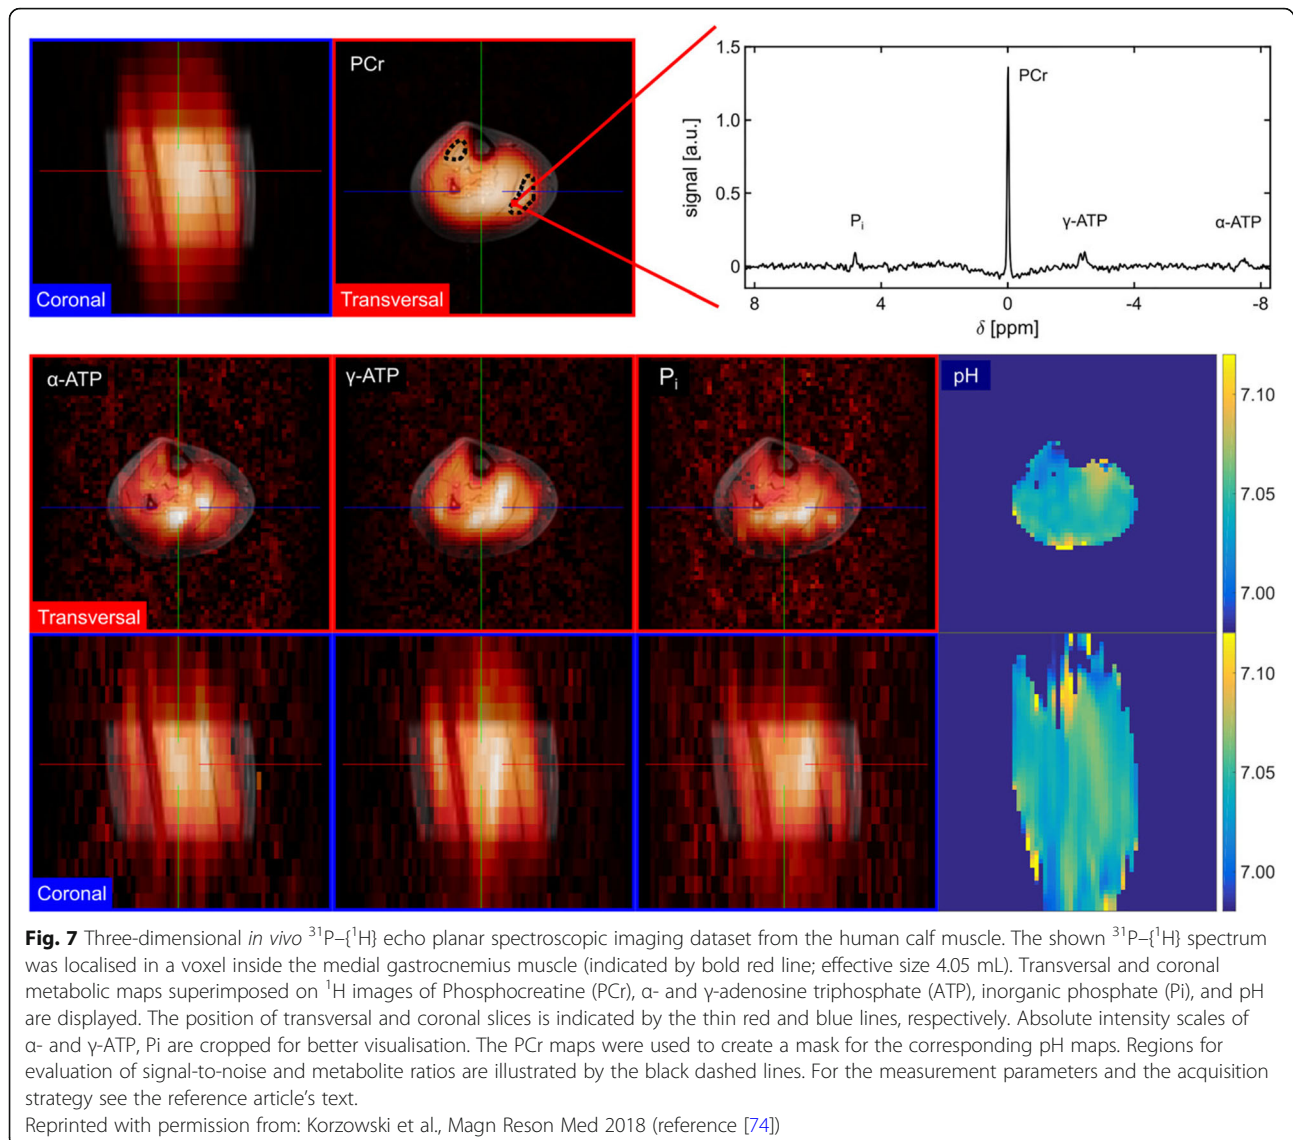 PCr
Coronal
Transversal
1.5
1.0
0.5
0
signal [a.u.]
PCr
Pi
γ-ATP
α-ATP
8
4
0
-4
-8
δ [ppm]
α-ATP
γ-ATP
Pi
pH
7.10
7.05
7.00
Transversal
7.10
7.05
7.00
Coronal
Fig. 7 Three-dimensional in vivo ³¹P–{¹H} echo planar spectroscopic imaging dataset from the human calf muscle. The shown ³¹P–{¹H} spectrum
was localised in a voxel inside the medial gastrocnemius muscle (indicated by bold red line; effective size 4.05 mL). Transversal and coronal
metabolic maps superimposed on ¹H images of Phosphocreatine (PCr), α- and γ-adenosine triphosphate (ATP), inorganic phosphate (Pi), and pH
are displayed. The position of transversal and coronal slices is indicated by the thin red and blue lines, respectively. Absolute intensity scales of
α- and γ-ATP, Pi are cropped for better visualisation. The PCr maps were used to create a mask for the corresponding pH maps. Regions for
evaluation of signal-to-noise and metabolite ratios are illustrated by the black dashed lines. For the measurement parameters and the acquisition
strategy see the reference article's text.
Reprinted with permission from: Korzowski et al., Magn Reson Med 2018 (reference [74])